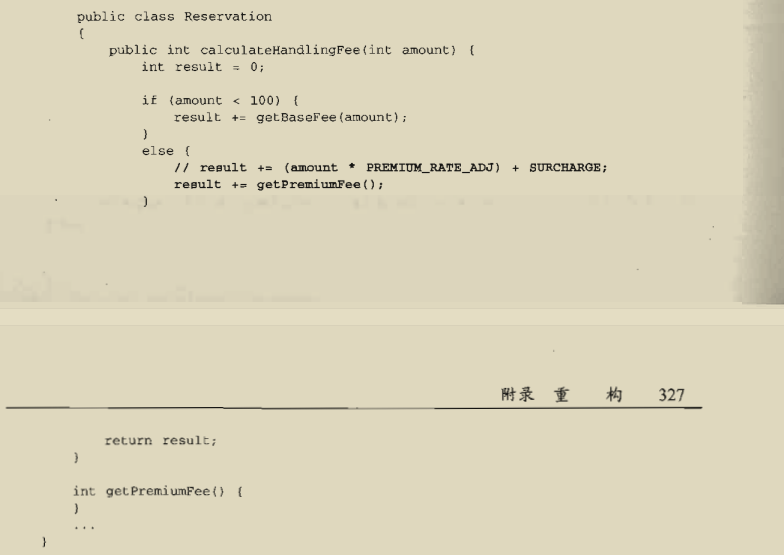 public class Reservation
{
    public int calculateHandlingFee(int amount) {
        int result = 0;

        if (amount < 100) {
            result += getBaseFee(amount);
        }
        else {
            // result += (amount * PREMIUM_RATE_ADJ) + SURCHARGE;
            result += getPremiumFee();
        }
附录 重 构 327
        return result;
    }

    int getPremiumFee() {
    }
    ...
}